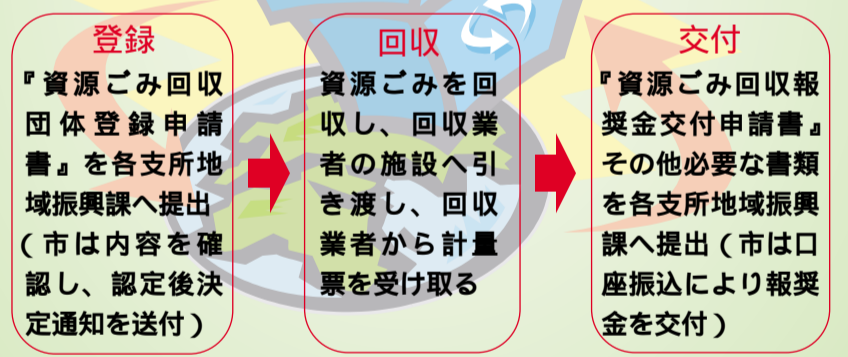 登録
『資源ごみ回収
団体登録申請
書』を各支所地
域振興課へ提出
（市は内容を確
認し、認定後決
定通知を送付）
回収
資源ごみを回
収し、回収業
者の施設へ引
き渡し、回収
業者から計量
票を受け取る
交付
『資源ごみ回収報
奨金交付申請書』
その他必要な書類
を各支所地域振興
課へ提出（市は口
座振込により報奨
金を交付）